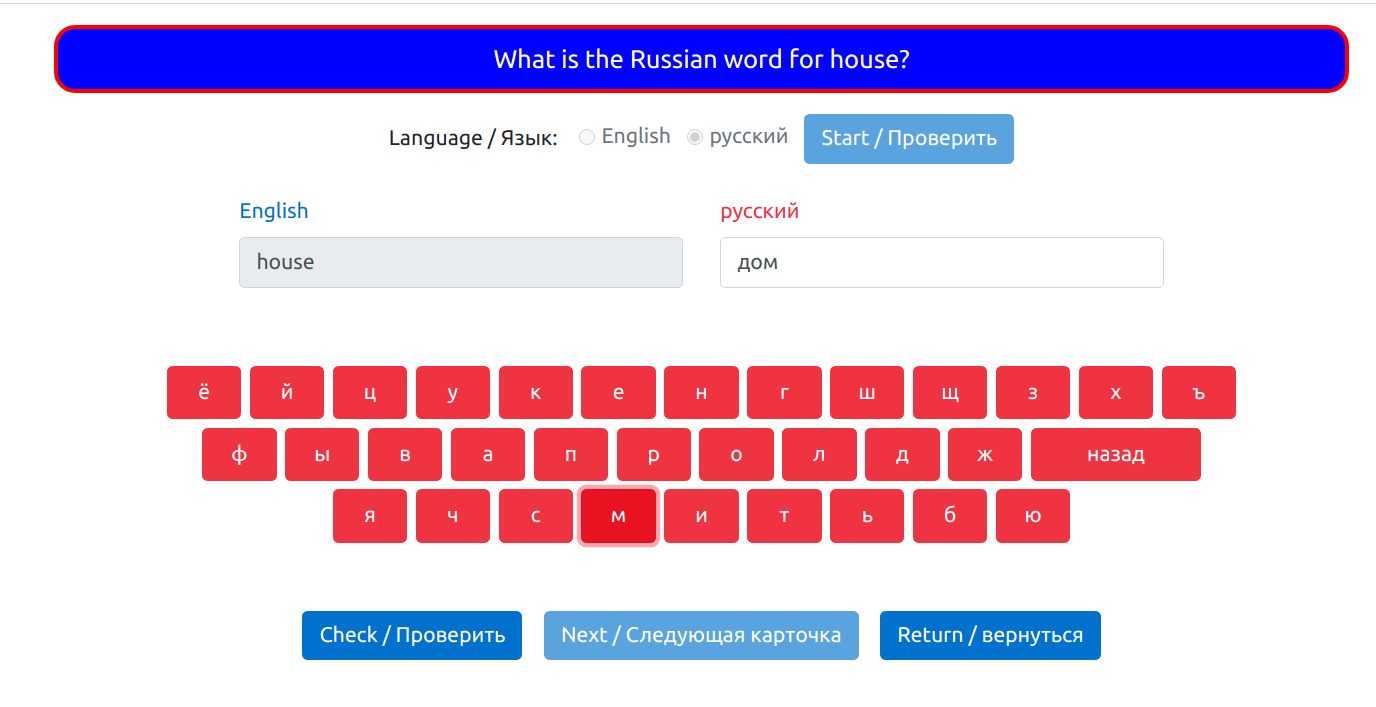 What is the Russian word for house?
Language / Язык: English русский Start / Проверить
English русский
house дом
ё й ц у к е н г ш щ з х ъ
ф ы в а п р о л д ж назад
я ч с м и т ь б ю
Check / Проверить Next / Следующая карточка Return / вернуться